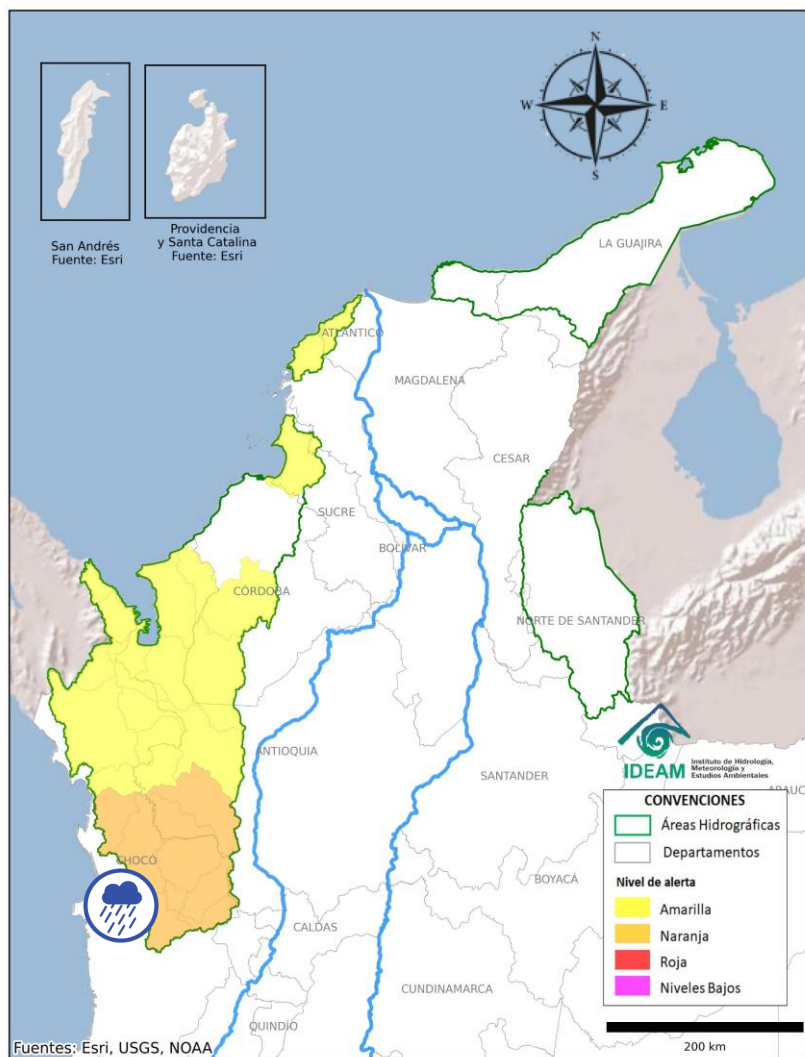 N
W
E
S
San Andrés
Fuente: Esri
Providencia
y Santa Catalina
Fuente: Esri
LA GUAJIRA
ATLÁNTICO
MAGDALENA
CESAR
SUCRE
BOLÍVAR
CÓRDOBA
NORTE DE SANTANDER
ANTIOQUIA
SANTANDER
IDEAM
Instituto de Hidrología,
Meteorología y
Estudios Ambientales
ARAUC
CHOCÓ
BOYACÁ
CALDAS
CUNDINAMARCA
QUINDÍO
CONVENCIONES
Áreas Hidrográficas
Departamentos
Nivel de alerta
Amarilla
Naranja
Roja
Niveles Bajos
Fuentes: Esri, USGS, NOAA
200 km